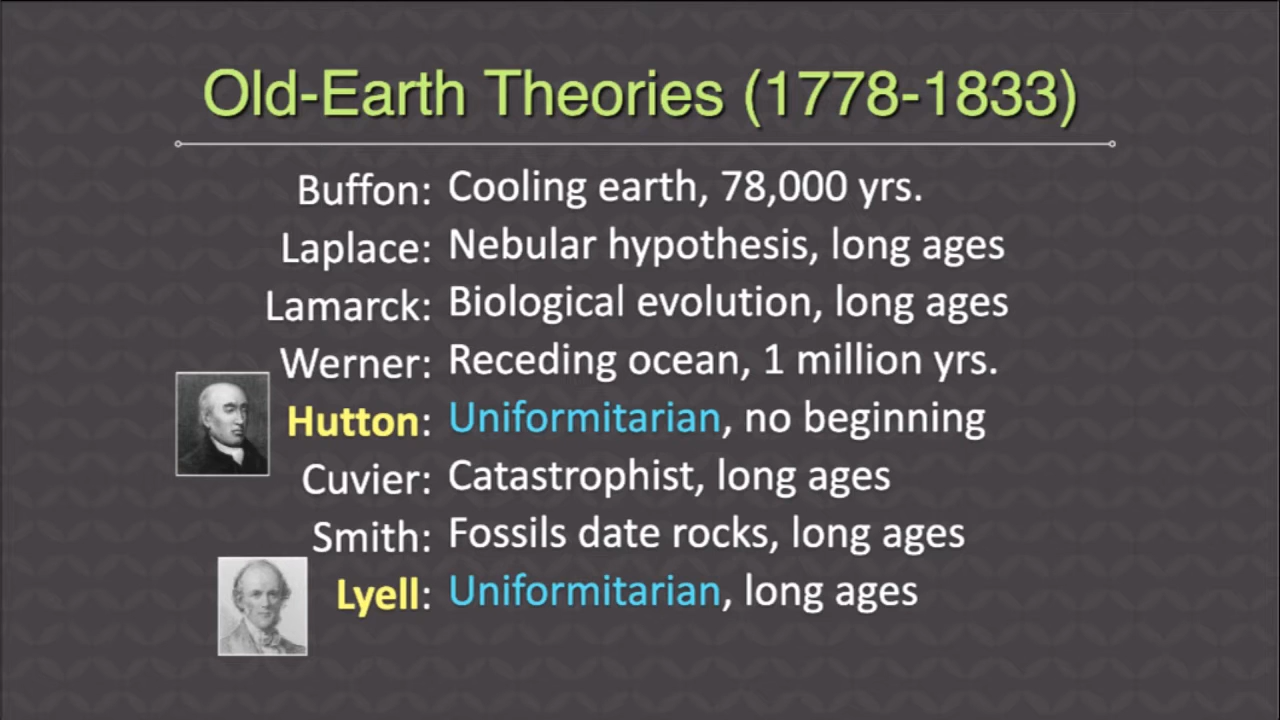 Old-Earth Theories (1778-1833)
Buffon: Cooling earth, 78,000 yrs.
Laplace: Nebular hypothesis, long ages
Lamarck: Biological evolution, long ages
Werner: Receding ocean, 1 million yrs.
Hutton: Uniformitarian, no beginning
Cuvier: Catastrophist, long ages
Smith: Fossils date rocks, long ages
Lyell: Uniformitarian, long ages